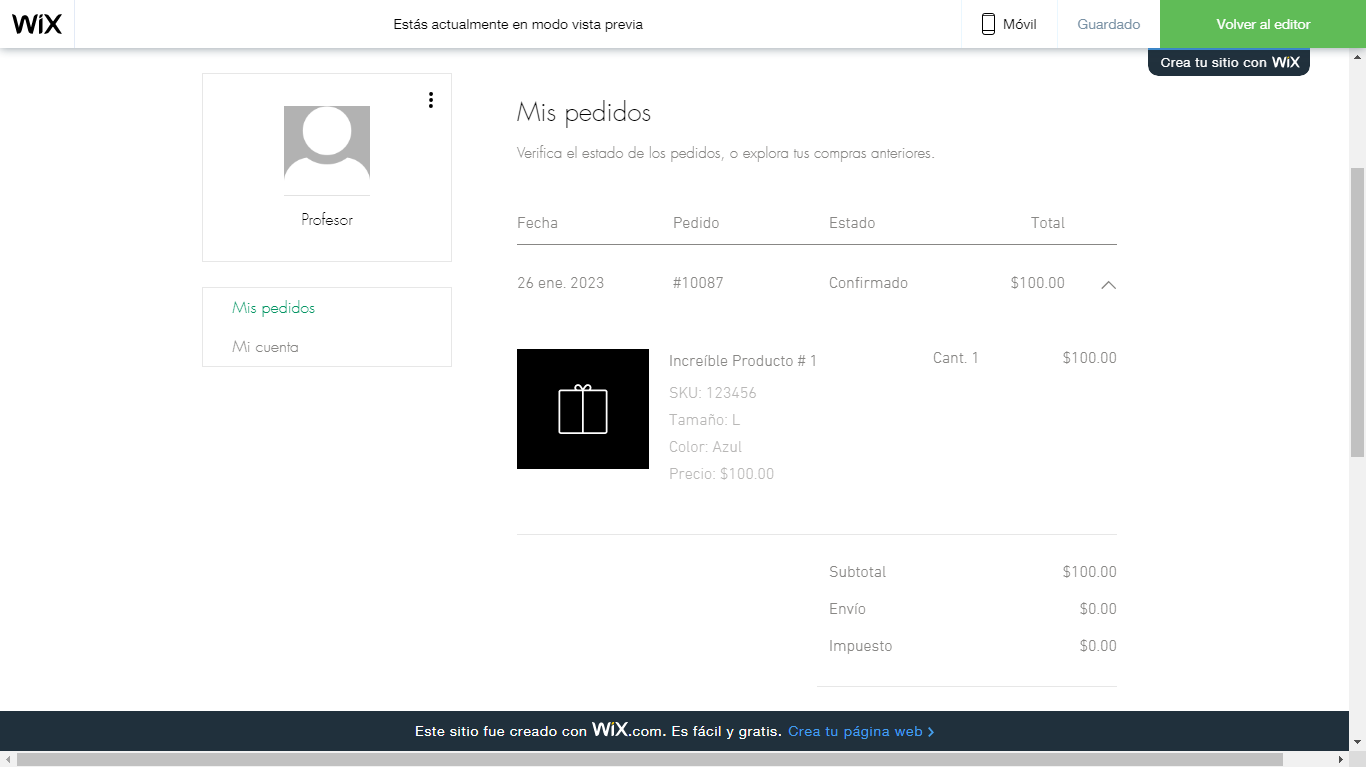 WiX
Estás actualmente en modo vista previa
Móvil
Guardado
Volver al editor
Crea tu sitio con WiX
Profesor
Mis pedidos
Mi cuenta
Mis pedidos
Verifica el estado de los pedidos, o explora tus compras anteriores.
Fecha Pedido Estado Total
26 ene. 2023 #10087 Confirmado $100.00
Increíble Producto # 1 Cant. 1 $100.00
SKU: 123456
Tamaño: L
Color: Azul
Precio: $100.00
Subtotal $100.00
Envío $0.00
Impuesto $0.00
Este sitio fue creado con WiX.com. Es fácil y gratis. Crea tu página web >